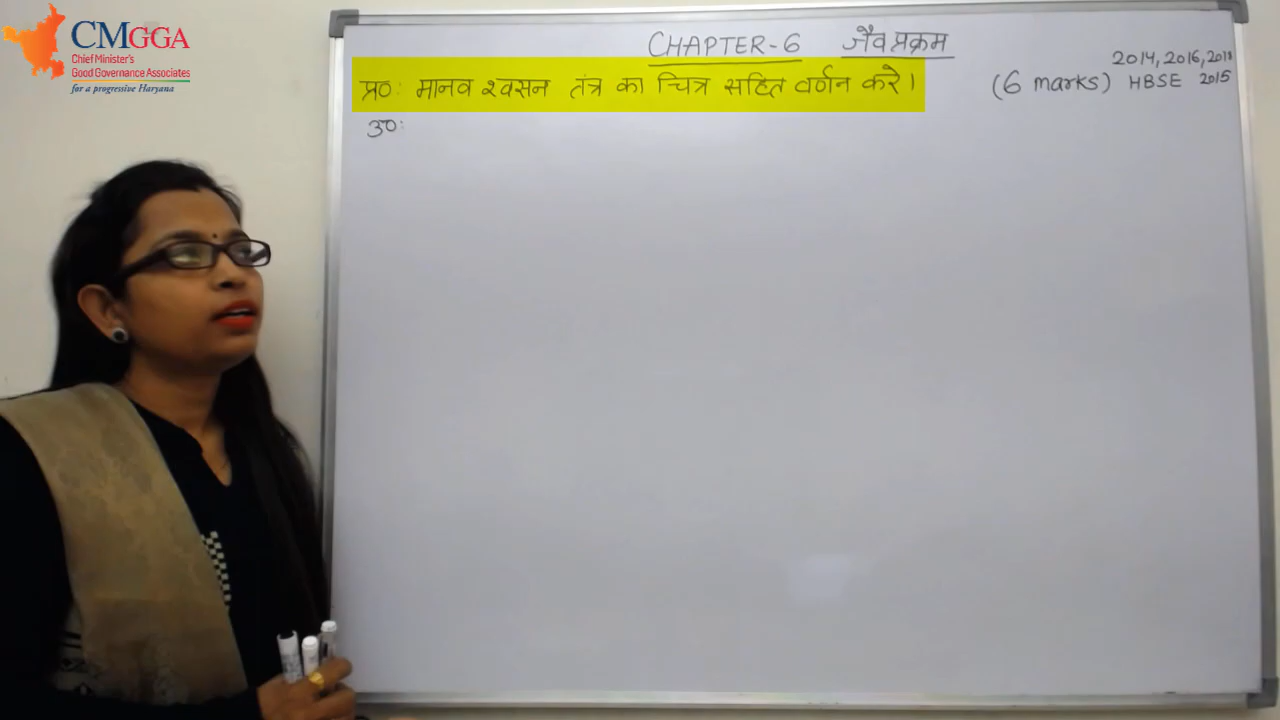 CMGGA
Chief Minister's
Good Governance Associates
for a progressive Haryana
CHAPTER-6 जैव प्रक्रम
प्र०: मानव श्वसन तंत्र का चित्र सहित वर्णन करे।
(6 marks) HBSE 2015
2014, 2016, 2018
उ०: